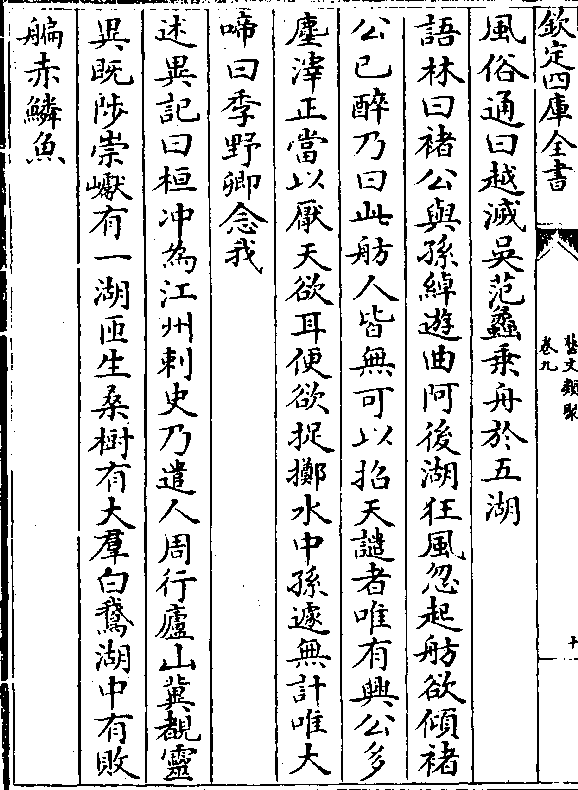 欽定四庫全書
藝文類聚
卷九
十
風俗通曰越滅吳范蠡乗舟於五湖
語林曰褚公與孫綽遊曲阿後湖狂風忽起舫欲傾褚
公已醉乃曰此舫人皆無可以招天譴者唯有興公多
塵滓正當以厭天欲耳便欲捉擲水中孫遽無計唯大
啼曰季野卿念我
述異記曰桓冲為江州刺史乃遣人周行廬山冀覩靈
異既陟崇巘有一湖匝生桑樹有大羣白鵝湖中有敗
艑赤鱗魚